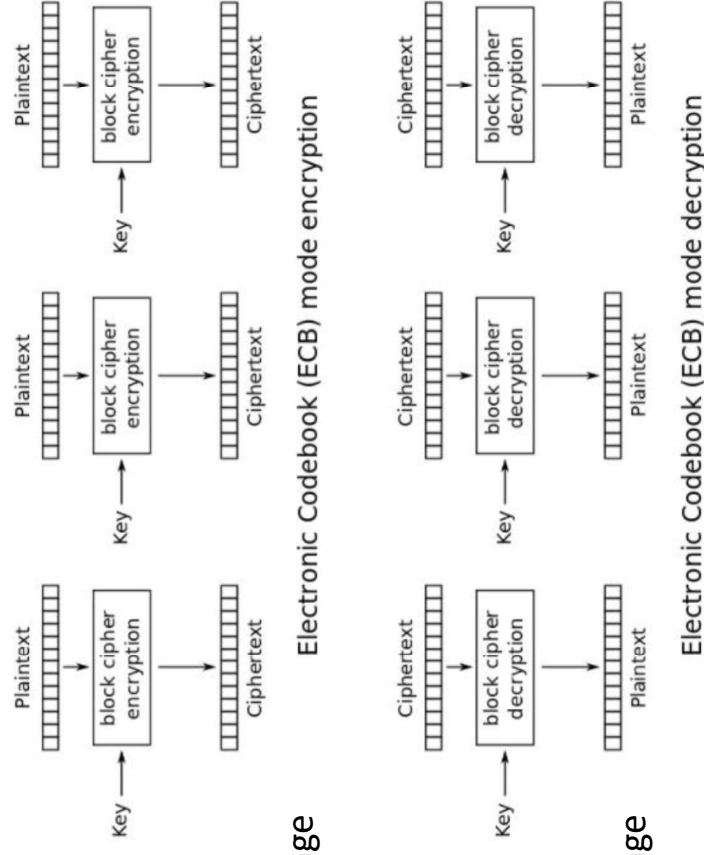 Plaintext Plaintext Plaintext
Key block cipher Key block cipher Key block cipher
encryption encryption encryption
Ciphertext Ciphertext Ciphertext
ge
Electronic Codebook (ECB) mode encryption
Ciphertext Ciphertext Ciphertext
Key block cipher Key block cipher Key block cipher
decryption decryption decryption
Plaintext Plaintext Plaintext
ge
Electronic Codebook (ECB) mode decryption